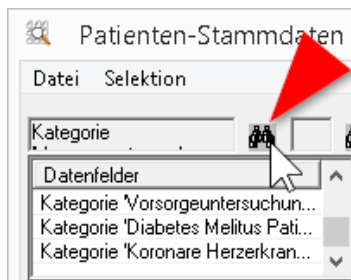 Patienten-Stammdaten
Datei Selektion
Kategorie
Datenfelder
Kategorie 'Vorsorgeuntersuchun...
Kategorie 'Diabetes Melitus Pati...
Kategorie 'Koronare Herzerkran...